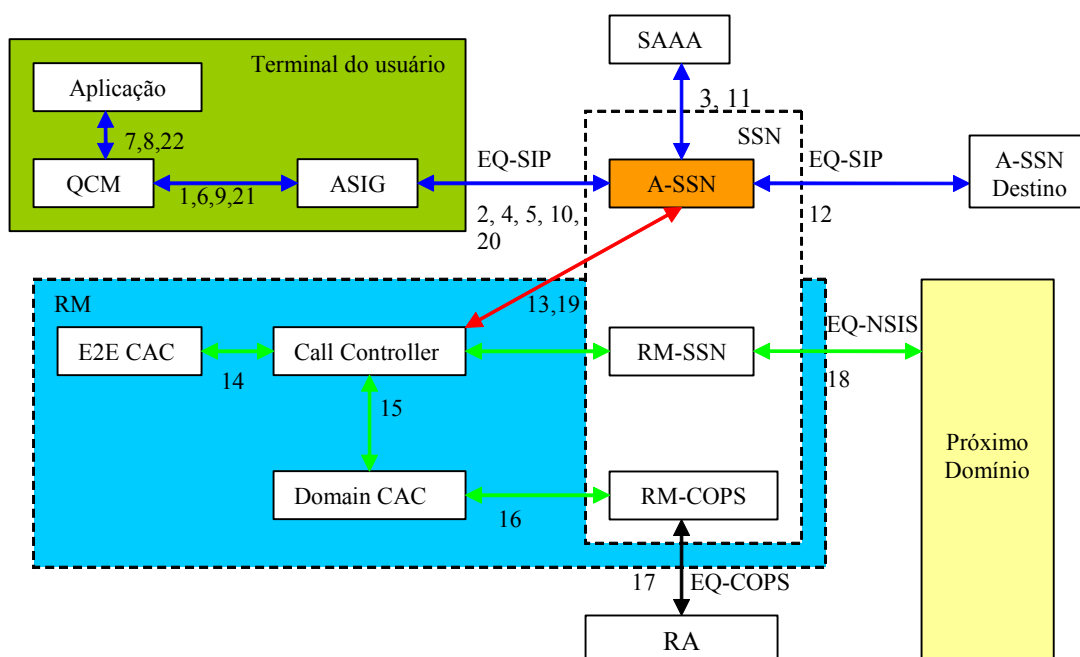 SAAA
Terminal do usuário
Aplicação
3, 11
SSN
7,8,22
EQ-SIP
EQ-SIP
A-SSN
Destino
QCM
ASIG
A-SSN
1,6,9,21
2, 4, 5, 10,
20
12
RM
13,19
EQ-NSIS
E2E CAC
Call Controller
RM-SSN
14
18
15
Próximo
Domínio
Domain CAC
RM-COPS
16
17
EQ-COPS
RA